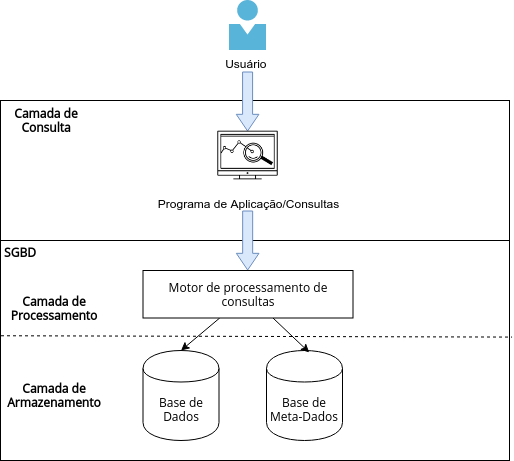 Usuário
Camada de
Consulta
Programa de Aplicação/Consultas
SGBD
Motor de processamento de
consultas
Camada de
Processamento
Camada de
Armazenamento
Base de
Dados
Base de
Meta-Dados